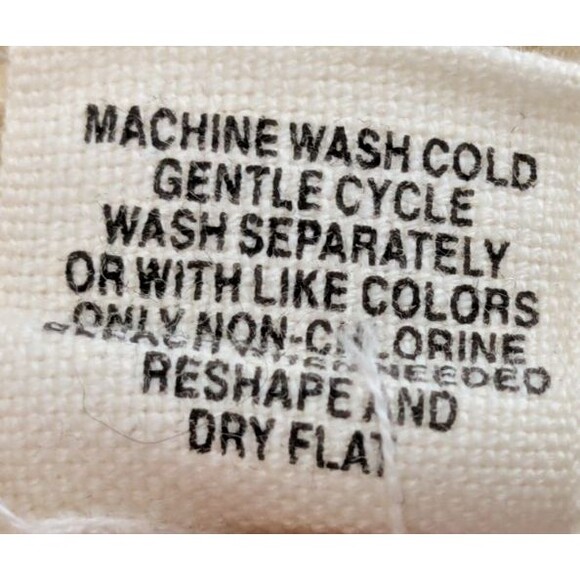 MACHINE WASH COLD
GENTLE CYCLE
WASH SEPARATELY
OR WITH LIKE COLORS
ONLY NON-CHLORINE
NEEDED
RESHAPE AND
DRY FLAT